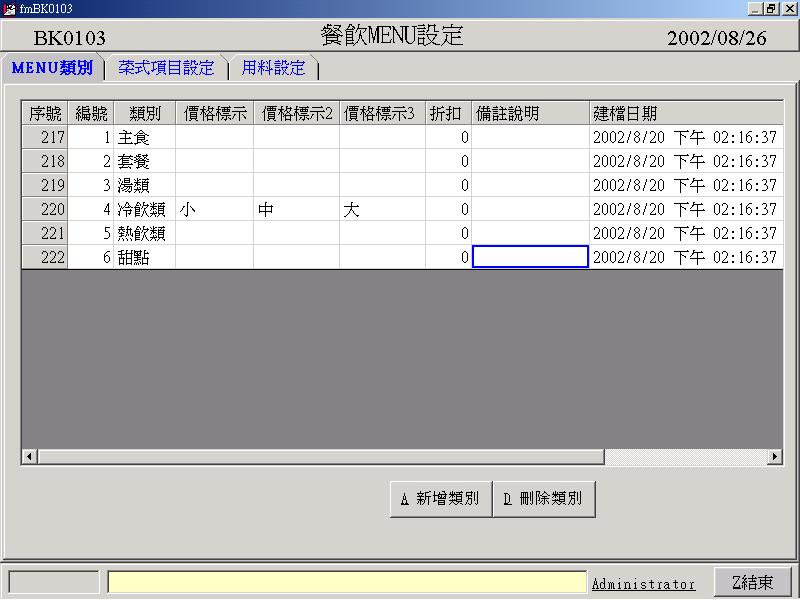 fmBK0103
BK0103 餐飲MENU設定 2002/08/26
MENU類別 菜式項目設定 用料設定
序號 編號 類別 價格標示 價格標示2 價格標示3 折扣 備註說明 建檔日期
217 1 主食 0 2002/8/20 下午 02:16:37
218 2 套餐 0 2002/8/20 下午 02:16:37
219 3 湯類 0 2002/8/20 下午 02:16:37
220 4 冷飲類 小 中 大 0 2002/8/20 下午 02:16:37
221 5 熱飲類 0 2002/8/20 下午 02:16:37
222 6 甜點 0 2002/8/20 下午 02:16:37
A 新增類別 D 刪除類別
Administrator Z結束